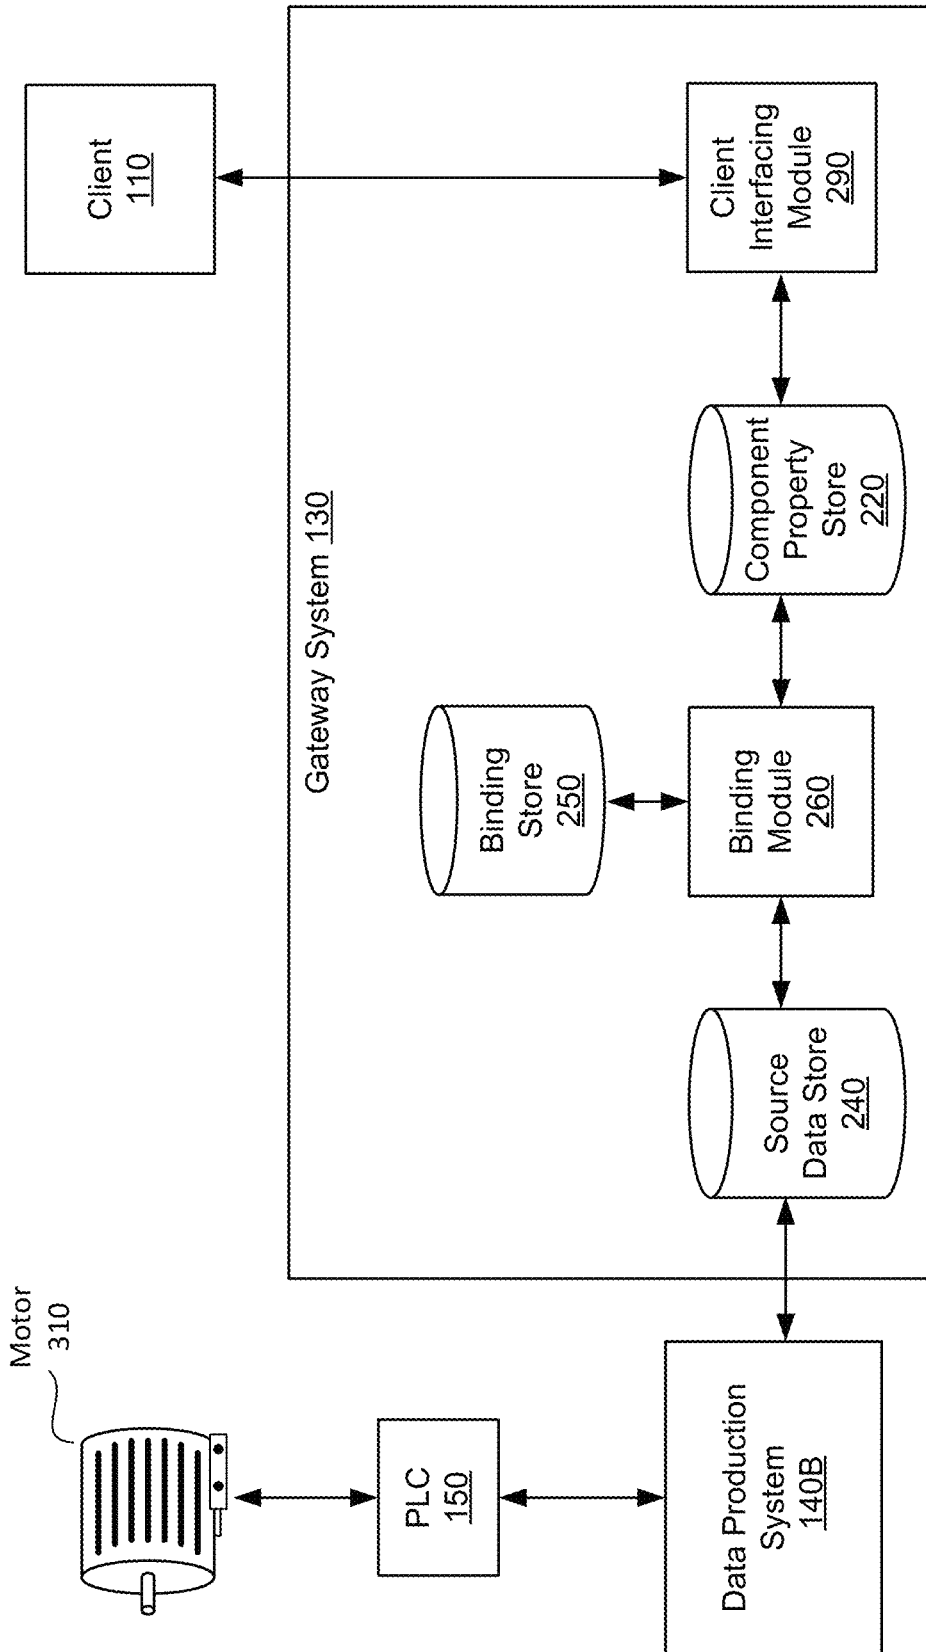 Motor
310
PLC
150
Data Production
System
140B
Gateway System 130
Source
Data Store
240
Binding
Store
250
Binding
Module
260
Component
Property
Store
220
Client
Interfacing
Module
290
Client
110